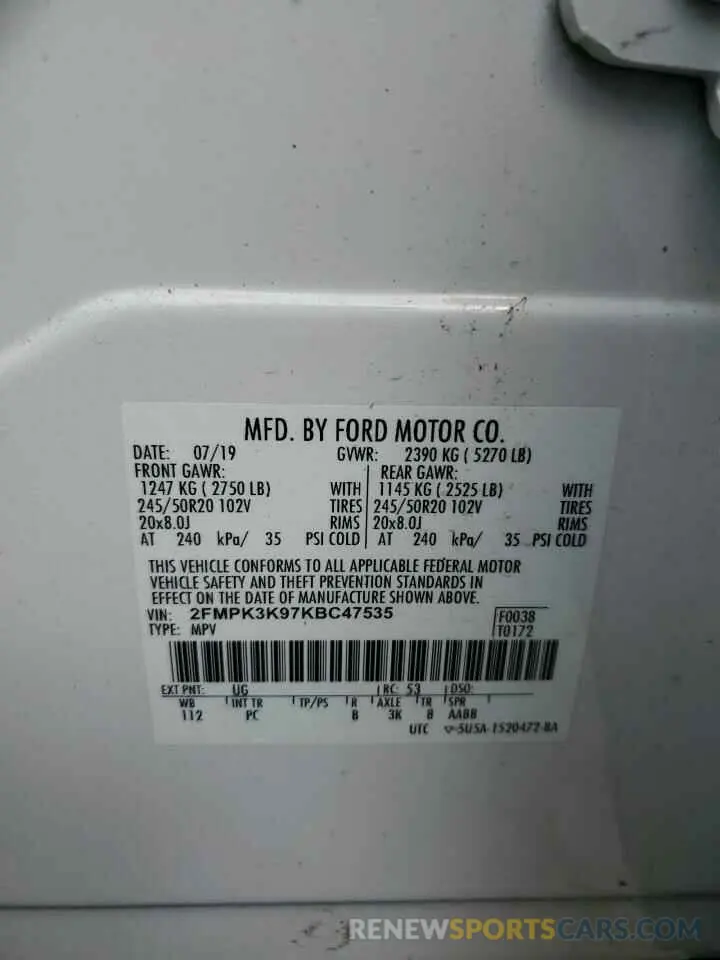 MFD. BY FORD MOTOR CO.
DATE: 07/19 GVWR: 2390 KG ( 5270 LB)
FRONT GAWR: REAR GAWR:
1247 KG ( 2750 LB) WITH 1145 KG ( 2525 LB) WITH
245/50R20 102V TIRES 245/50R20 102V TIRES
20x8.0J RIMS 20x8.0J RIMS
AT 240 kPa/ 35 PSI COLD AT 240 kPa/ 35 PSI COLD
THIS VEHICLE CONFORMS TO ALL APPLICABLE FEDERAL MOTOR
VEHICLE SAFETY AND THEFT PREVENTION STANDARDS IN
EFFECT ON THE DATE OF MANUFACTURE SHOWN ABOVE.
VIN: 2FMPK3K97KBC47535 F0038
TYPE: MPV T0172
EXT PNT: UG RC: 53 DSO:
WB INT TR TP/PS R AXLE TR SPR
112 PC B 3K 8 AABB
UTC 5U5A-1520472-BA
RENEWSPORTSCARS.COM